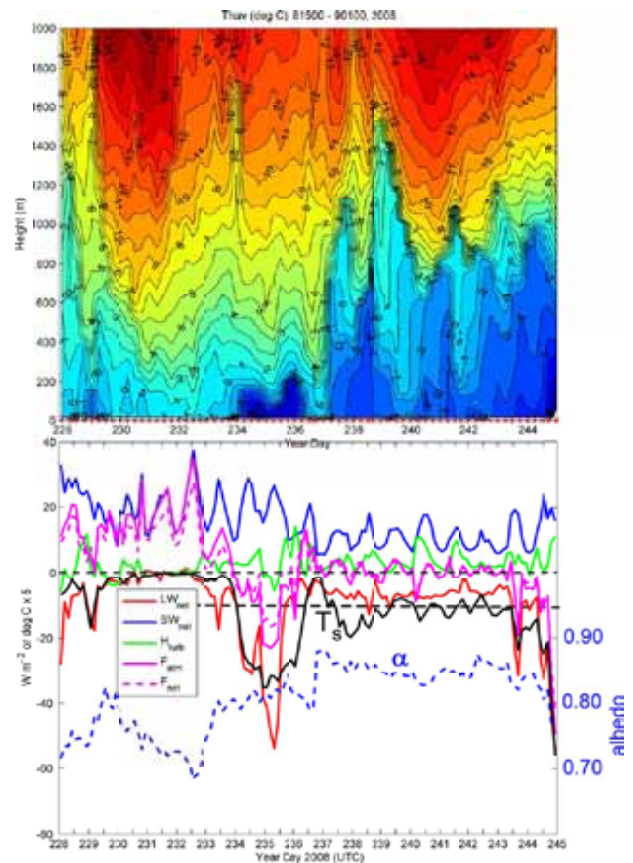 Thav (deg C) 81500 - 90100, 2008
2000
1800
1600
1400
1200
1000
800
600
400
200
0
Height (m)
228 230 232 234 236 238 240 242 244
Year Day
40
20
0
-20
-40
-60
-80
W m-2 or deg C x 5
LWnet
SWnet
Hturb
Fatm
Fnet
Ts
α
0.90
0.80
0.70
albedo
228 229 230 231 232 233 234 235 236 237 238 239 240 241 242 243 244 245
Year Day 2008 (UTC)